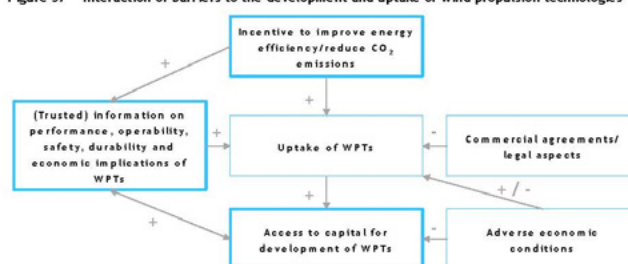 Figure 37 – Interaction of barriers to the development and uptake of wind propulsion technologies
Incentive to improve energy
efficiency/reduce CO2
emissions
+
+
(Trusted) information on
performance, operability,
safety, durability and
economic implications of
WPTs
+
Uptake of WPTs
-
Commercial agreements/
legal aspects
+
+ / -
+
Access to capital for
development of WPTs
-
Adverse economic
conditions